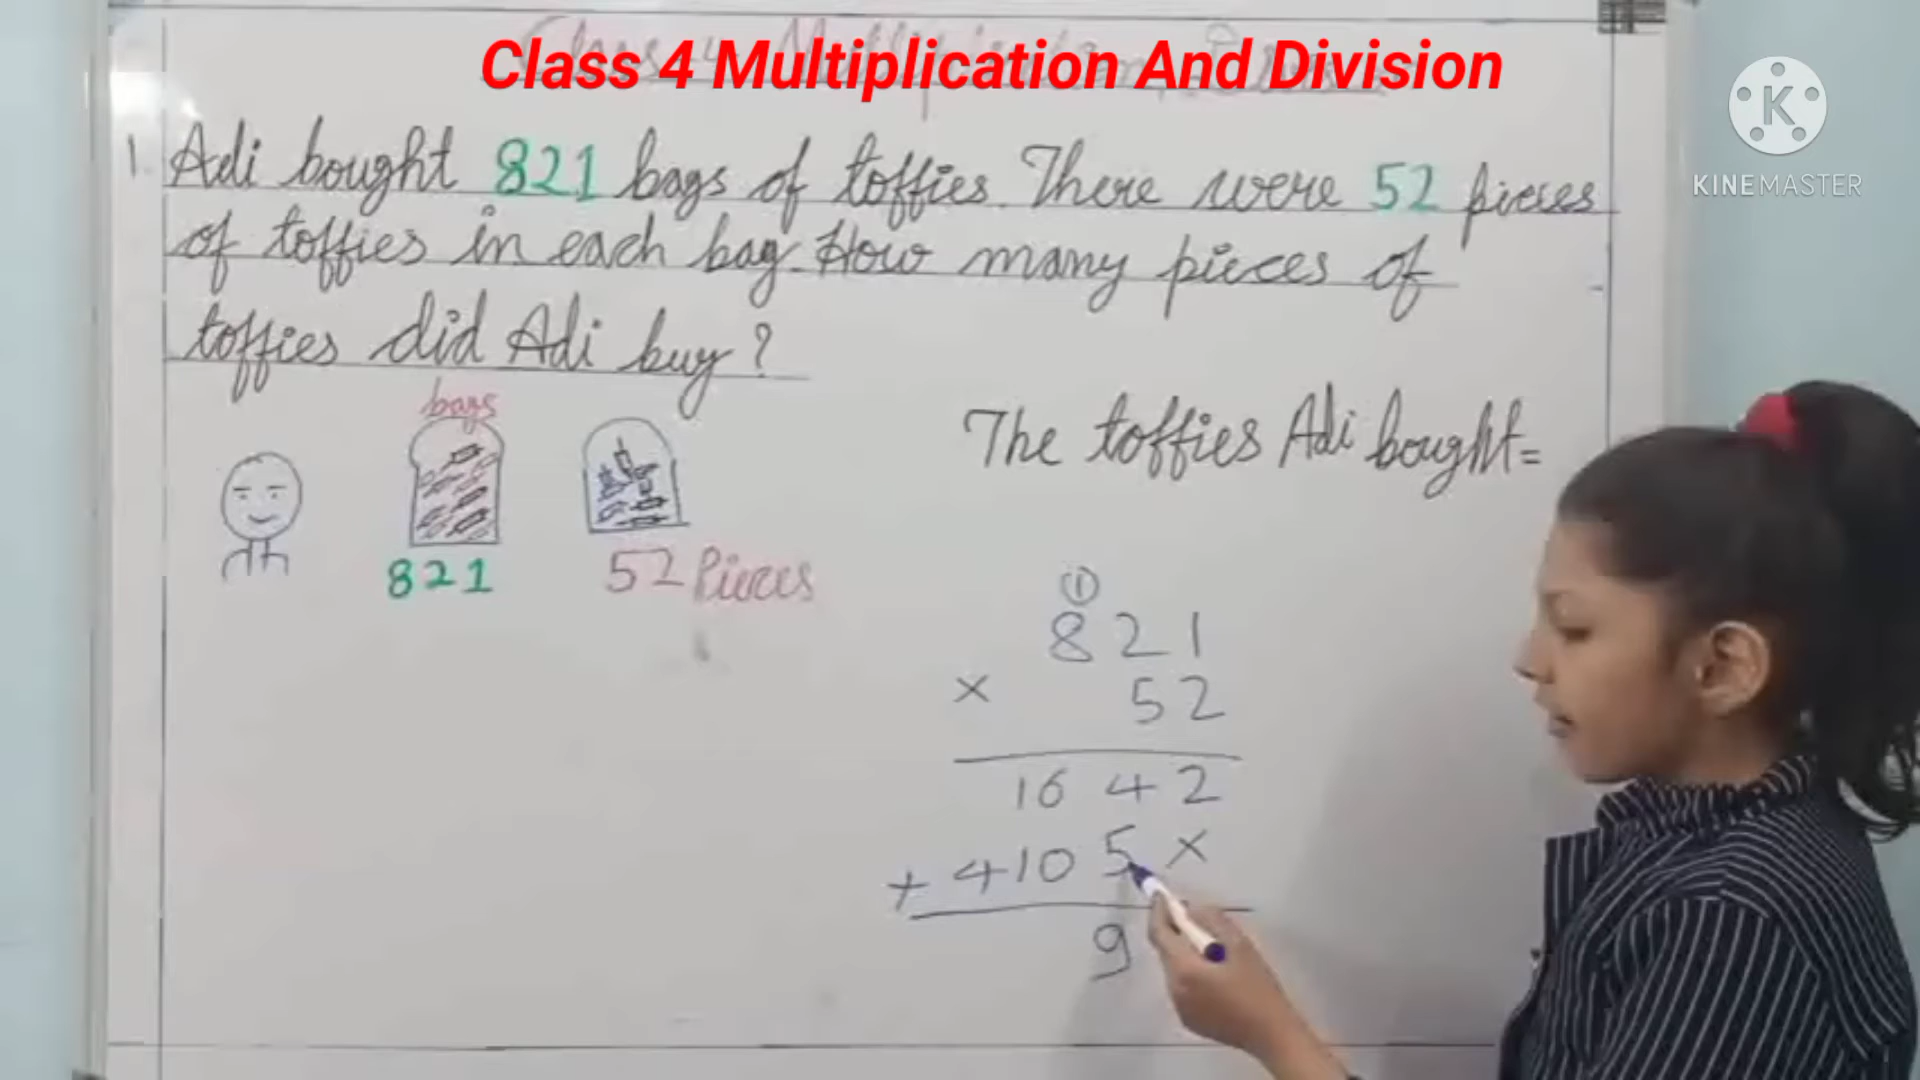 Class 4 Multiplication And Division
KINEMASTER
1. Adi bought 821 bags of toffies. There were 52 pieces
of toffies in each bag. How many pieces of
toffies did Adi buy?
bags
821
52 Pieces
The toffies Adi bought=
1
821
× 52
1642
+ 4105×
9